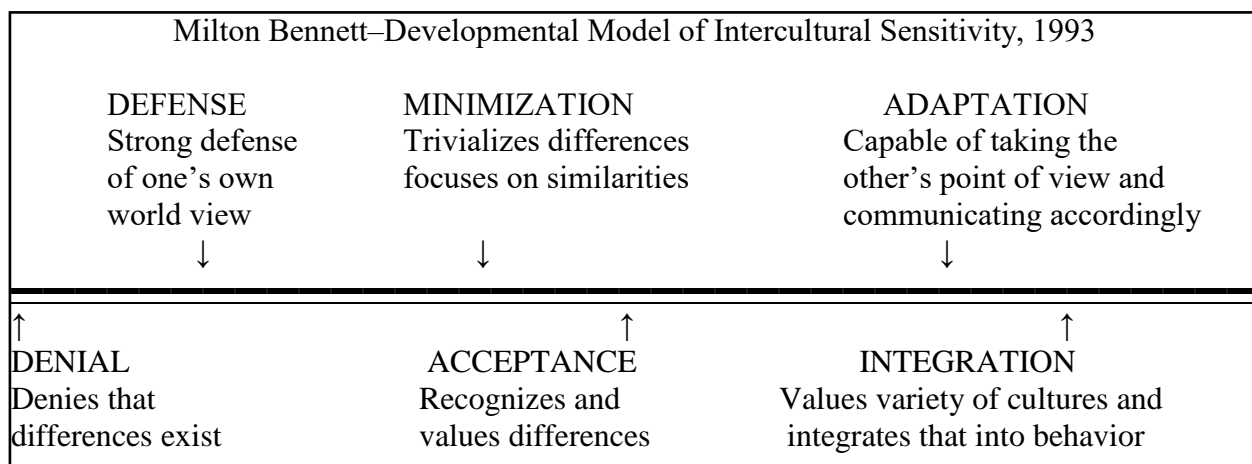 Milton Bennett–Developmental Model of Intercultural Sensitivity, 1993
DEFENSE MINIMIZATION ADAPTATION
Strong defense Trivializes differences Capable of taking the
of one’s own focuses on similarities other’s point of view and
world view communicating accordingly
↓ ↓ ↓
↑ ↑ ↑
DENIAL ACCEPTANCE INTEGRATION
Denies that Recognizes and Values variety of cultures and
differences exist values differences integrates that into behavior